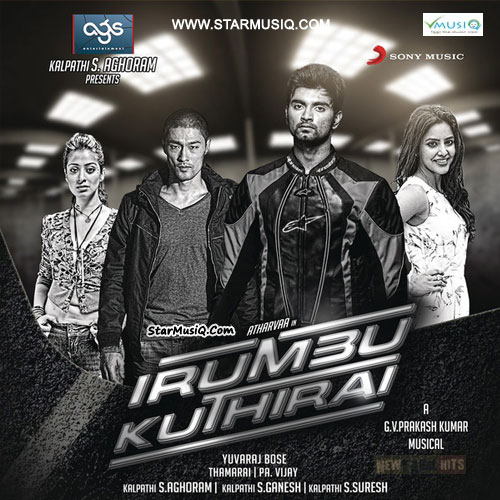 WWW.STARMUSIQ.COM
ags
entertainment
KALPATHI S. AGHORAM
PRESENTS
VMUSIQ
SONY MUSIC
StarMusiQ.Com
ATHARVAA IN
IRUMBU
KUTHIRAI
A
G.V.PRAKASH KUMAR
MUSICAL
NEW HITS
YUVARAJ BOSE
THAMARAI | PA. VIJAY
KALPATHI S.AGHORAM | KALPATHI S.GANESH | KALPATHI S.SURESH